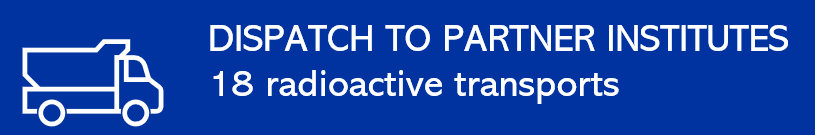 DISPATCH TO PARTNER INSTITUTES
18 radioactive transports